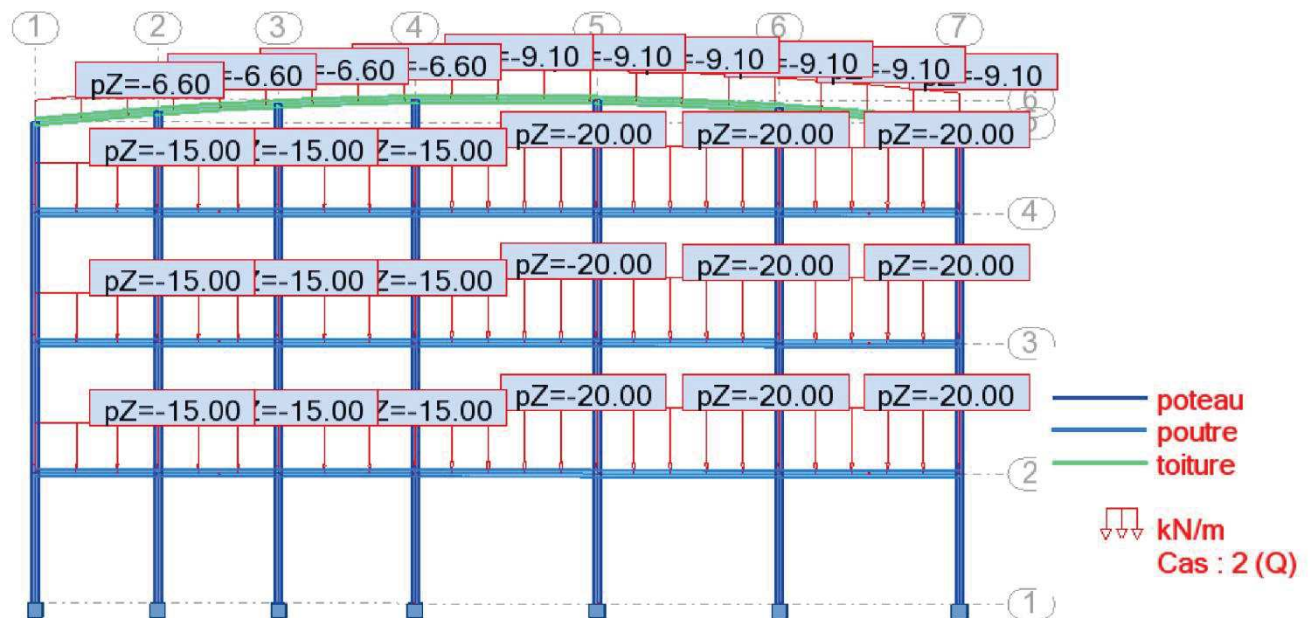 1 2 3 4 5 6 7
pZ=-6.60 =-6.60 =-6.60 =-6.60 =-9.10 =-9.10 =-9.10 =-9.10 =-9.10 =-9.10
6
5
pZ=-15.00 Z=-15.00 Z=-15.00 pZ=-20.00 pZ=-20.00 pZ=-20.00
4
pZ=-15.00 Z=-15.00 Z=-15.00 pZ=-20.00 pZ=-20.00 pZ=-20.00
3
pZ=-15.00 Z=-15.00 Z=-15.00 pZ=-20.00 pZ=-20.00 pZ=-20.00
2
poteau
poutre
toiture
kN/m
Cas : 2 (Q)
1